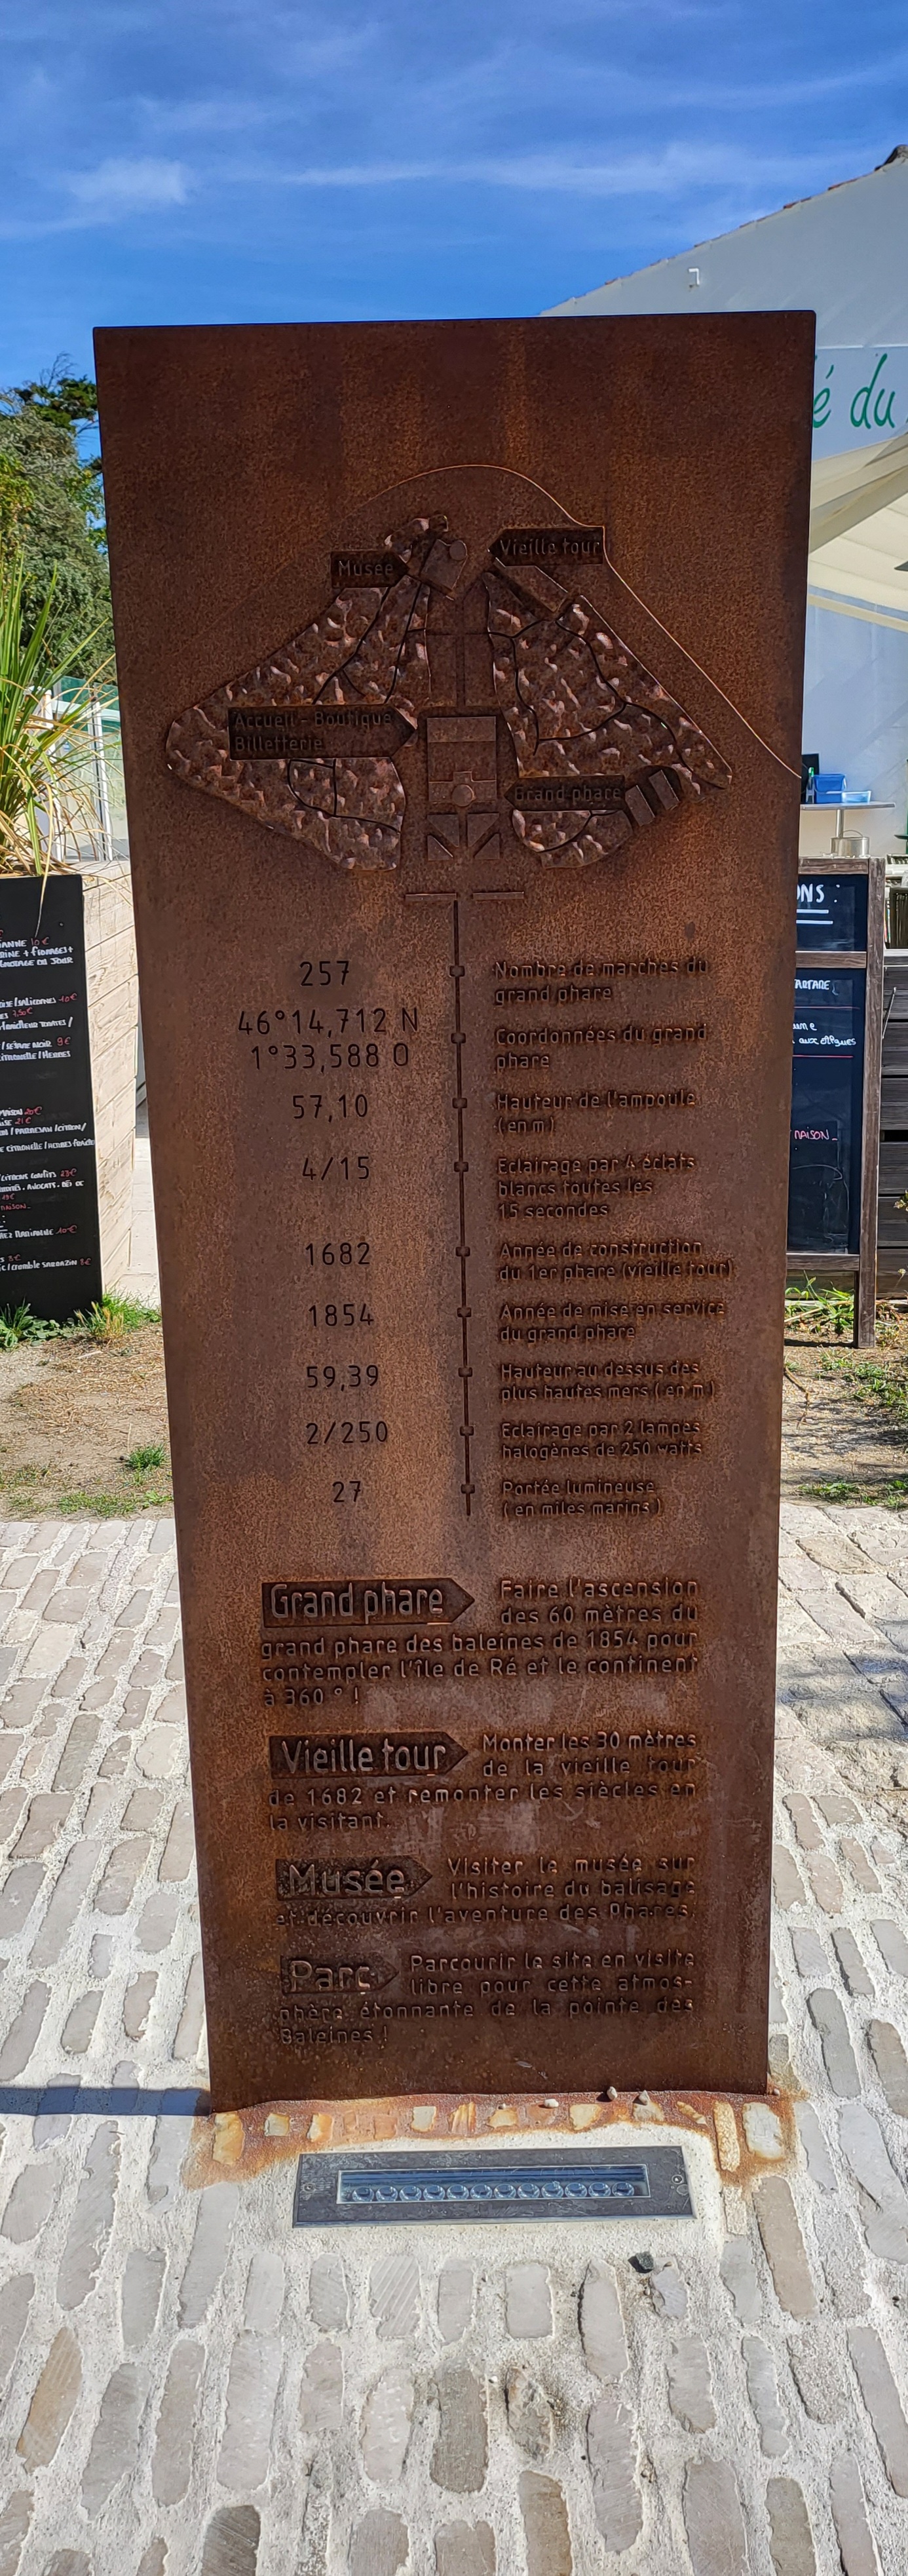 é du
Musée
Vieille tour
Accueil - Boutique
Billetterie
Grand phare
257
Nombre de marches du
grand phare
46°14,712 N
1°33,588 O
Coordonnées du grand
phare
57,10
Hauteur de l'ampoule
(en m)
4/15
Eclairage par 4 éclats
blancs toutes les
15 secondes
1682
Année de construction
du 1er phare (vieille tour)
1854
Année de mise en service
du grand phare
59,39
Hauteur au dessus des
plus hautes mers (en m)
2/250
Eclairage par 2 lampes
halogènes de 250 watts
27
Portée lumineuse
(en miles marins)
Grand phare Faire l'ascension
des 60 mètres du
grand phare des baleines de 1854 pour
contempler l'île de Ré et le continent
à 360 ° !
Vieille tour Monter les 30 mètres
de la vieille tour
de 1682 et remonter les siècles en
la visitant.
Musée Visiter le musée sur
l'histoire du balisage
et découvrir l'aventure des Phares.
Parc Parcourir le site en visite
libre pour cette atmos-
phère étonnante de la pointe des
Baleines !
ONS :
MAISON